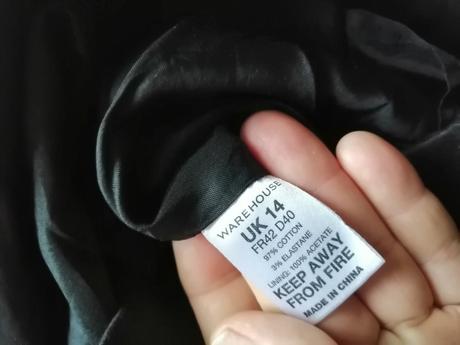 WAREHOUSE
UK 14
FR42 D40
97% COTTON
3% ELASTANE
LINING: 100% ACETATE
KEEP AWAY
FROM FIRE
MADE IN CHINA